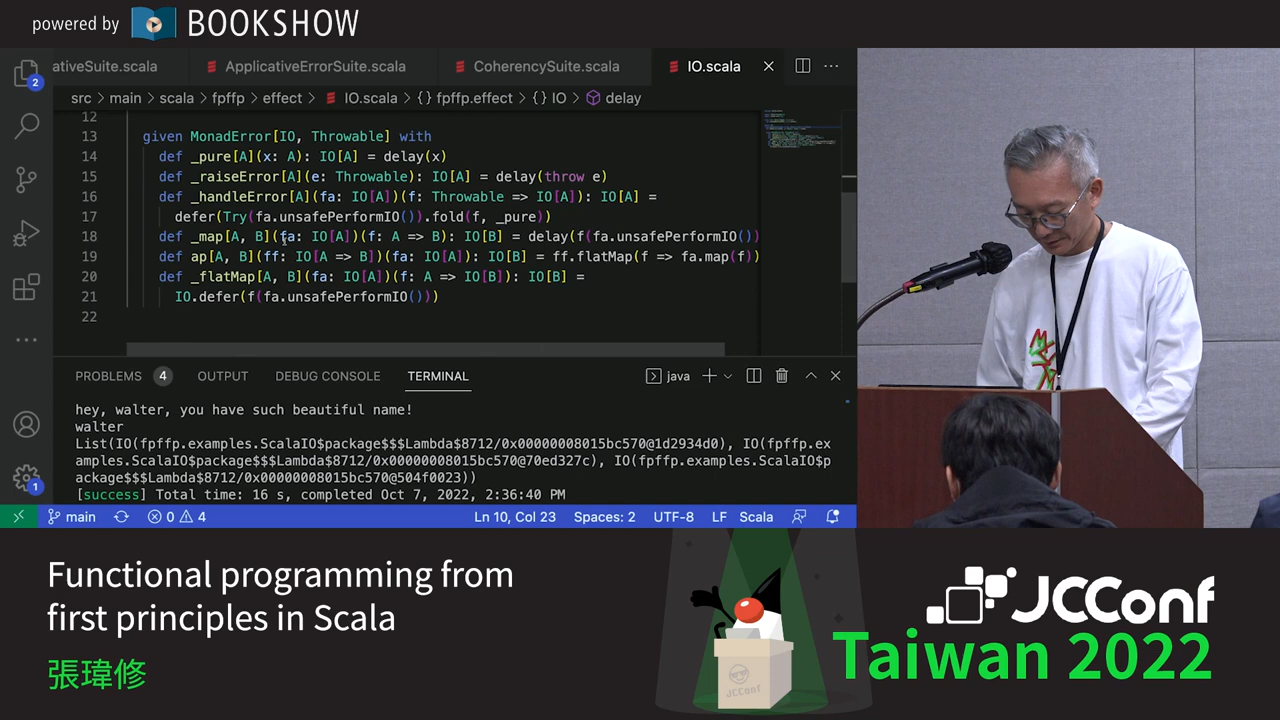 powered by BOOKSHOW
ativeSuite.scala ApplicativeErrorSuite.scala CoherencySuite.scala IO.scala
src > main > scala > fpffp > effect > IO.scala > {} fpffp.effect > {} IO > delay
12
13 given MonadError[IO, Throwable] with
14 def _pure[A](x: A): IO[A] = delay(x)
15 def _raiseError[A](e: Throwable): IO[A] = delay(throw e)
16 def _handleError[A](fa: IO[A])(f: Throwable => IO[A]): IO[A] =
17 defer(Try(fa.unsafePerformIO()).fold(f, _pure))
18 def _map[A, B](fa: IO[A])(f: A => B): IO[B] = delay(f(fa.unsafePerformIO())
19 def ap[A, B](ff: IO[A => B])(fa: IO[A]): IO[B] = ff.flatMap(f => fa.map(f))
20 def _flatMap[A, B](fa: IO[A])(f: A => IO[B]): IO[B] =
21 IO.defer(f(fa.unsafePerformIO()))
22
PROBLEMS 4 OUTPUT DEBUG CONSOLE TERMINAL java
hey, walter, you have such beautiful name!
walter
List(IO(fpffp.examples.ScalaIO$package$$$Lambda$8712/0x00000008015bc570@1d2934d0), IO(fpffp.ex
amples.ScalaIO$package$$$Lambda$8712/0x00000008015bc570@70ed327c), IO(fpffp.examples.ScalaIO$p
ackage$$$Lambda$8712/0x00000008015bc570@504f0023))
[success] Total time: 16 s, completed Oct 7, 2022, 2:36:40 PM
main 0 4 Ln 10, Col 23 Spaces: 2 UTF-8 LF Scala
2
1
Functional programming from
first principles in Scala
張瑋修
JCConf
JCConf
Taiwan 2022